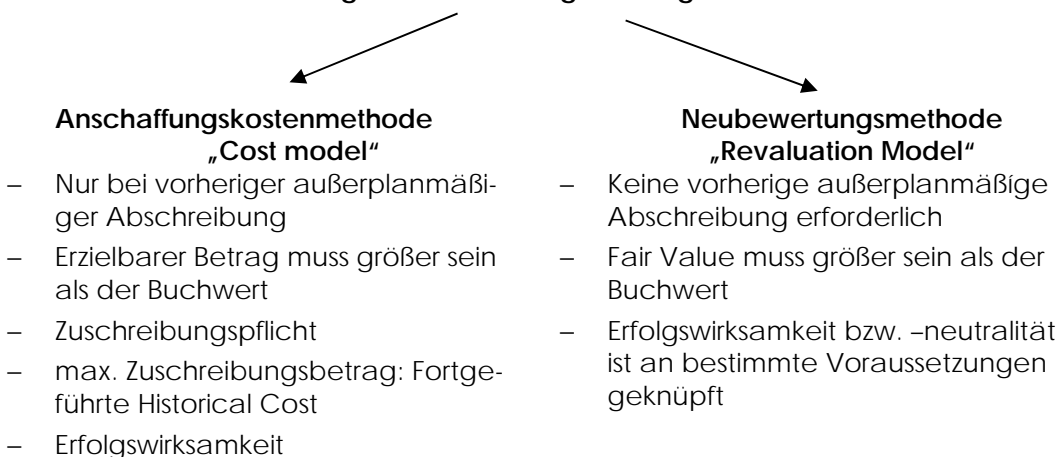 Anschaffungskostenmethode
„Cost model“
– Nur bei vorheriger außerplanmäßi-
ger Abschreibung
– Erzielbarer Betrag muss größer sein
als der Buchwert
– Zuschreibungspflicht
– max. Zuschreibungsbetrag: Fortge-
führte Historical Cost
– Erfolgswirksamkeit
Neubewertungsmethode
„Revaluation Model“
– Keine vorherige außerplanmäßíge
Abschreibung erforderlich
– Fair Value muss größer sein als der
Buchwert
– Erfolgswirksamkeit bzw. –neutralität
ist an bestimmte Voraussetzungen
geknüpft